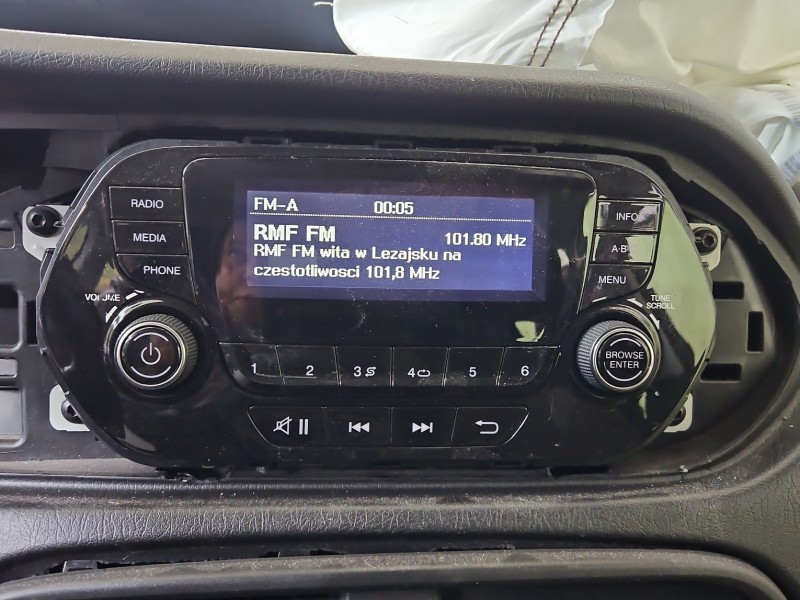 RADIO
MEDIA
PHONE
VOLUME
FM-A 00:05
RMF FM 101.80 MHz
RMF FM wita w Lezajsku na
czestotliwosci 101,8 MHz
INFO
A-B-
MENU
TUNE
SCROLL
BROWSE
ENTER
1 2 3 4 5 6